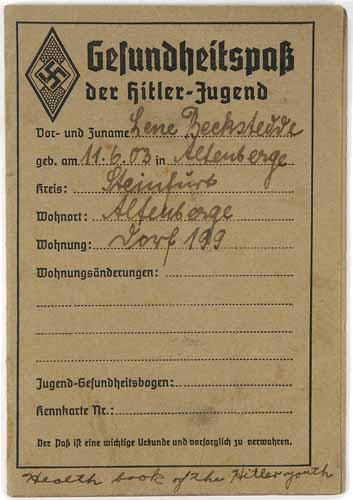 Gesundheitspaß
der Hitler-Jugend
Vor- und Zuname Lene Beckstedde
geb. am 11.6.03 in Altenberge
Kreis: Steinfurt
Wohnort: Altenberge
Wohnung: Dorf 199
Wohnungsänderungen:
Jugend-Gesundheitsbogen:
Kennkarte Nr.:
Der Paß ist eine wichtige Urkunde und sorgfältig zu verwahren.
Health book of the Hitler youth